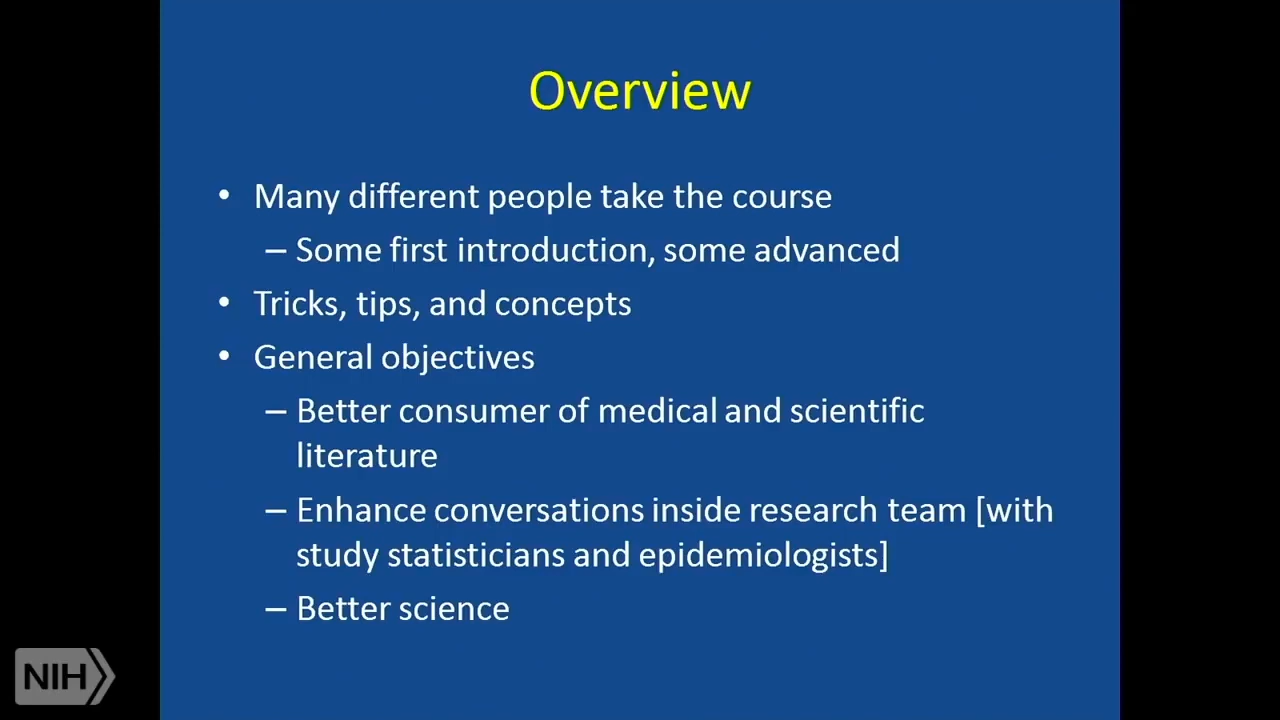 Overview
• Many different people take the course
– Some first introduction, some advanced
• Tricks, tips, and concepts
• General objectives
– Better consumer of medical and scientific
literature
– Enhance conversations inside research team [with
study statisticians and epidemiologists]
– Better science
NIH